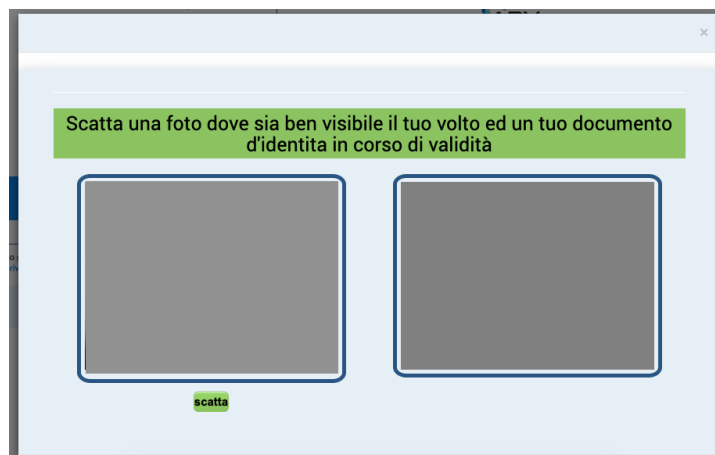 ×
Scatta una foto dove sia ben visibile il tuo volto ed un tuo documento
d'identita in corso di validità
scatta